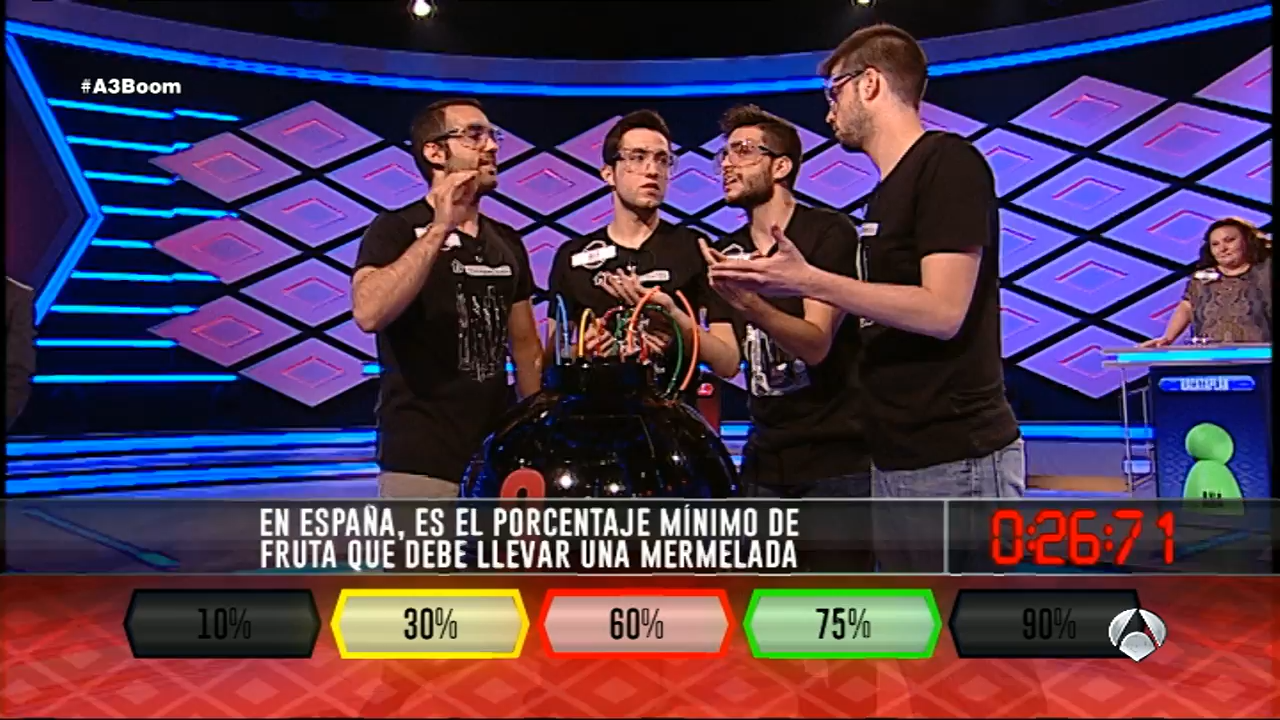 #A3Boom
EN ESPAÑA, ES EL PORCENTAJE MÍNIMO DE
FRUTA QUE DEBE LLEVAR UNA MERMELADA
0:26:71
10%
30%
60%
75%
90%